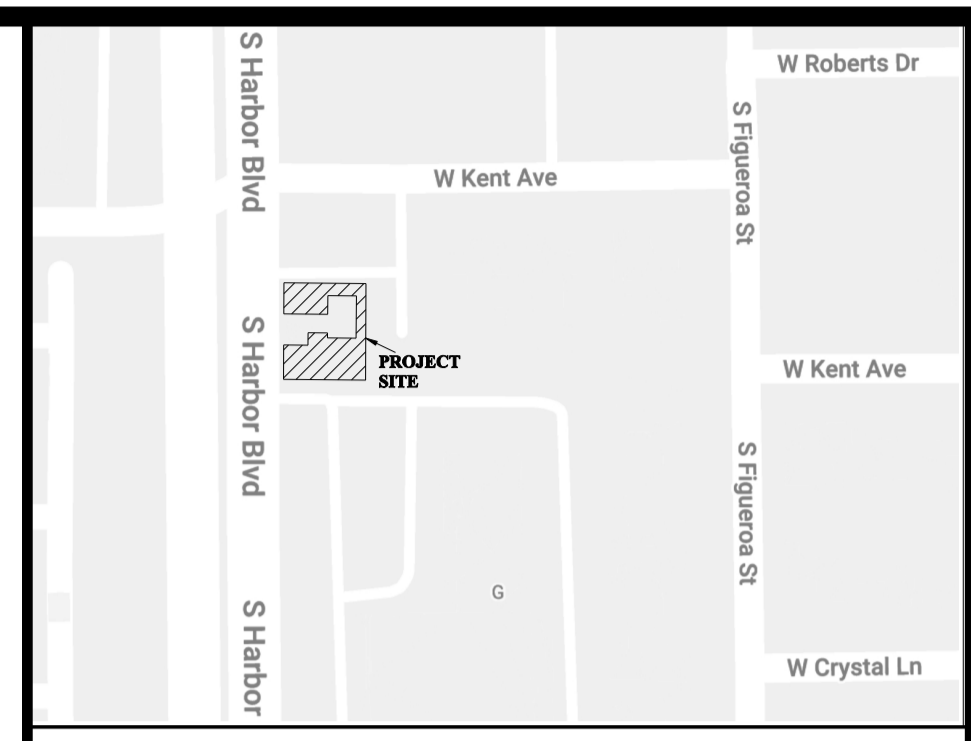 S Harbor Blvd
W Roberts Dr
S Figueroa St
W Kent Ave
S Harbor Blvd
PROJECT
SITE
W Kent Ave
S Figueroa St
G
S Harbor
W Crystal Ln